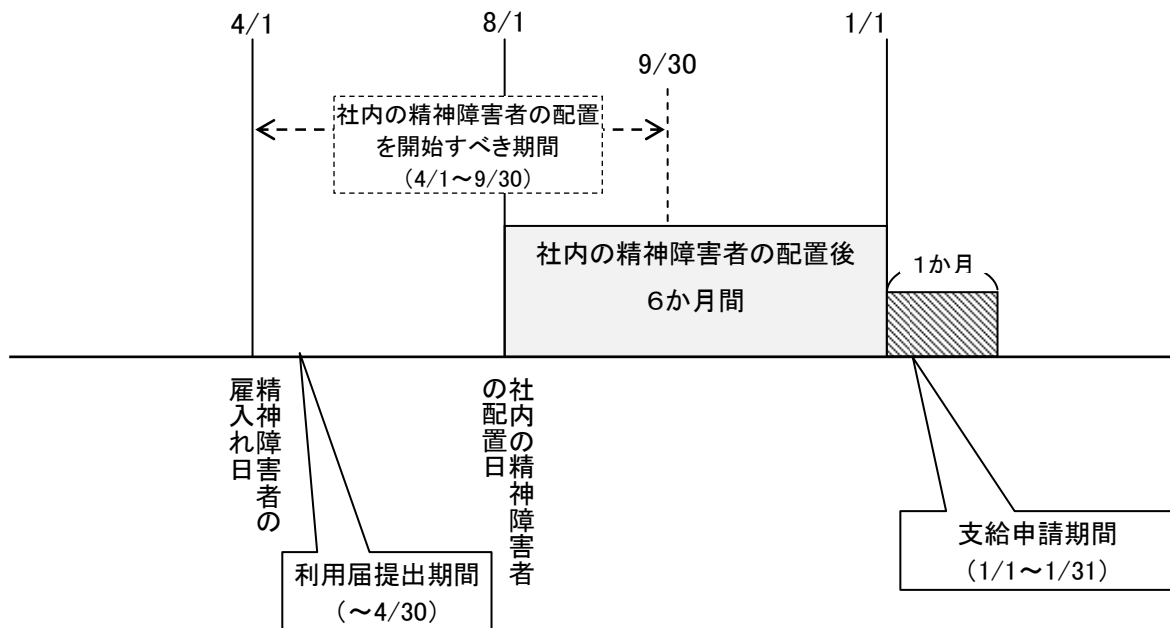 4/1
8/1
1/1
9/30
社内の精神障害者の配置
を開始すべき期間
(4/1～9/30)
社内の精神障害者の配置後
６か月間
１か月
精神障害者の
雇入れ日
社内の精神障害者
の配置日
利用届提出期間
(～4/30)
支給申請期間
(1/1～1/31)